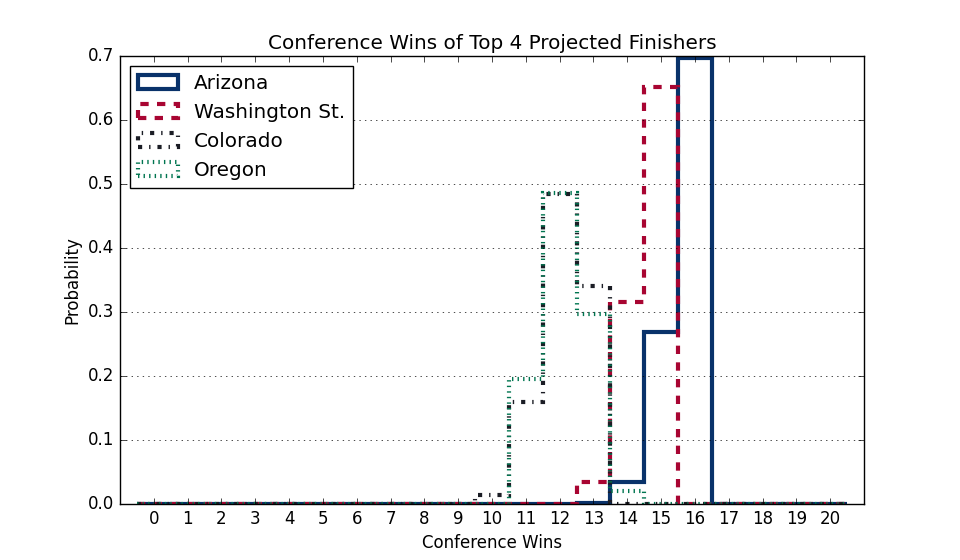 Conference Wins of Top 4 Projected Finishers
0.7
0.6
0.5
0.4
0.3
0.2
0.1
0.0
Probability
Arizona
Washington St.
Colorado
Oregon
0 1 2 3 4 5 6 7 8 9 10 11 12 13 14 15 16 17 18 19 20
Conference Wins